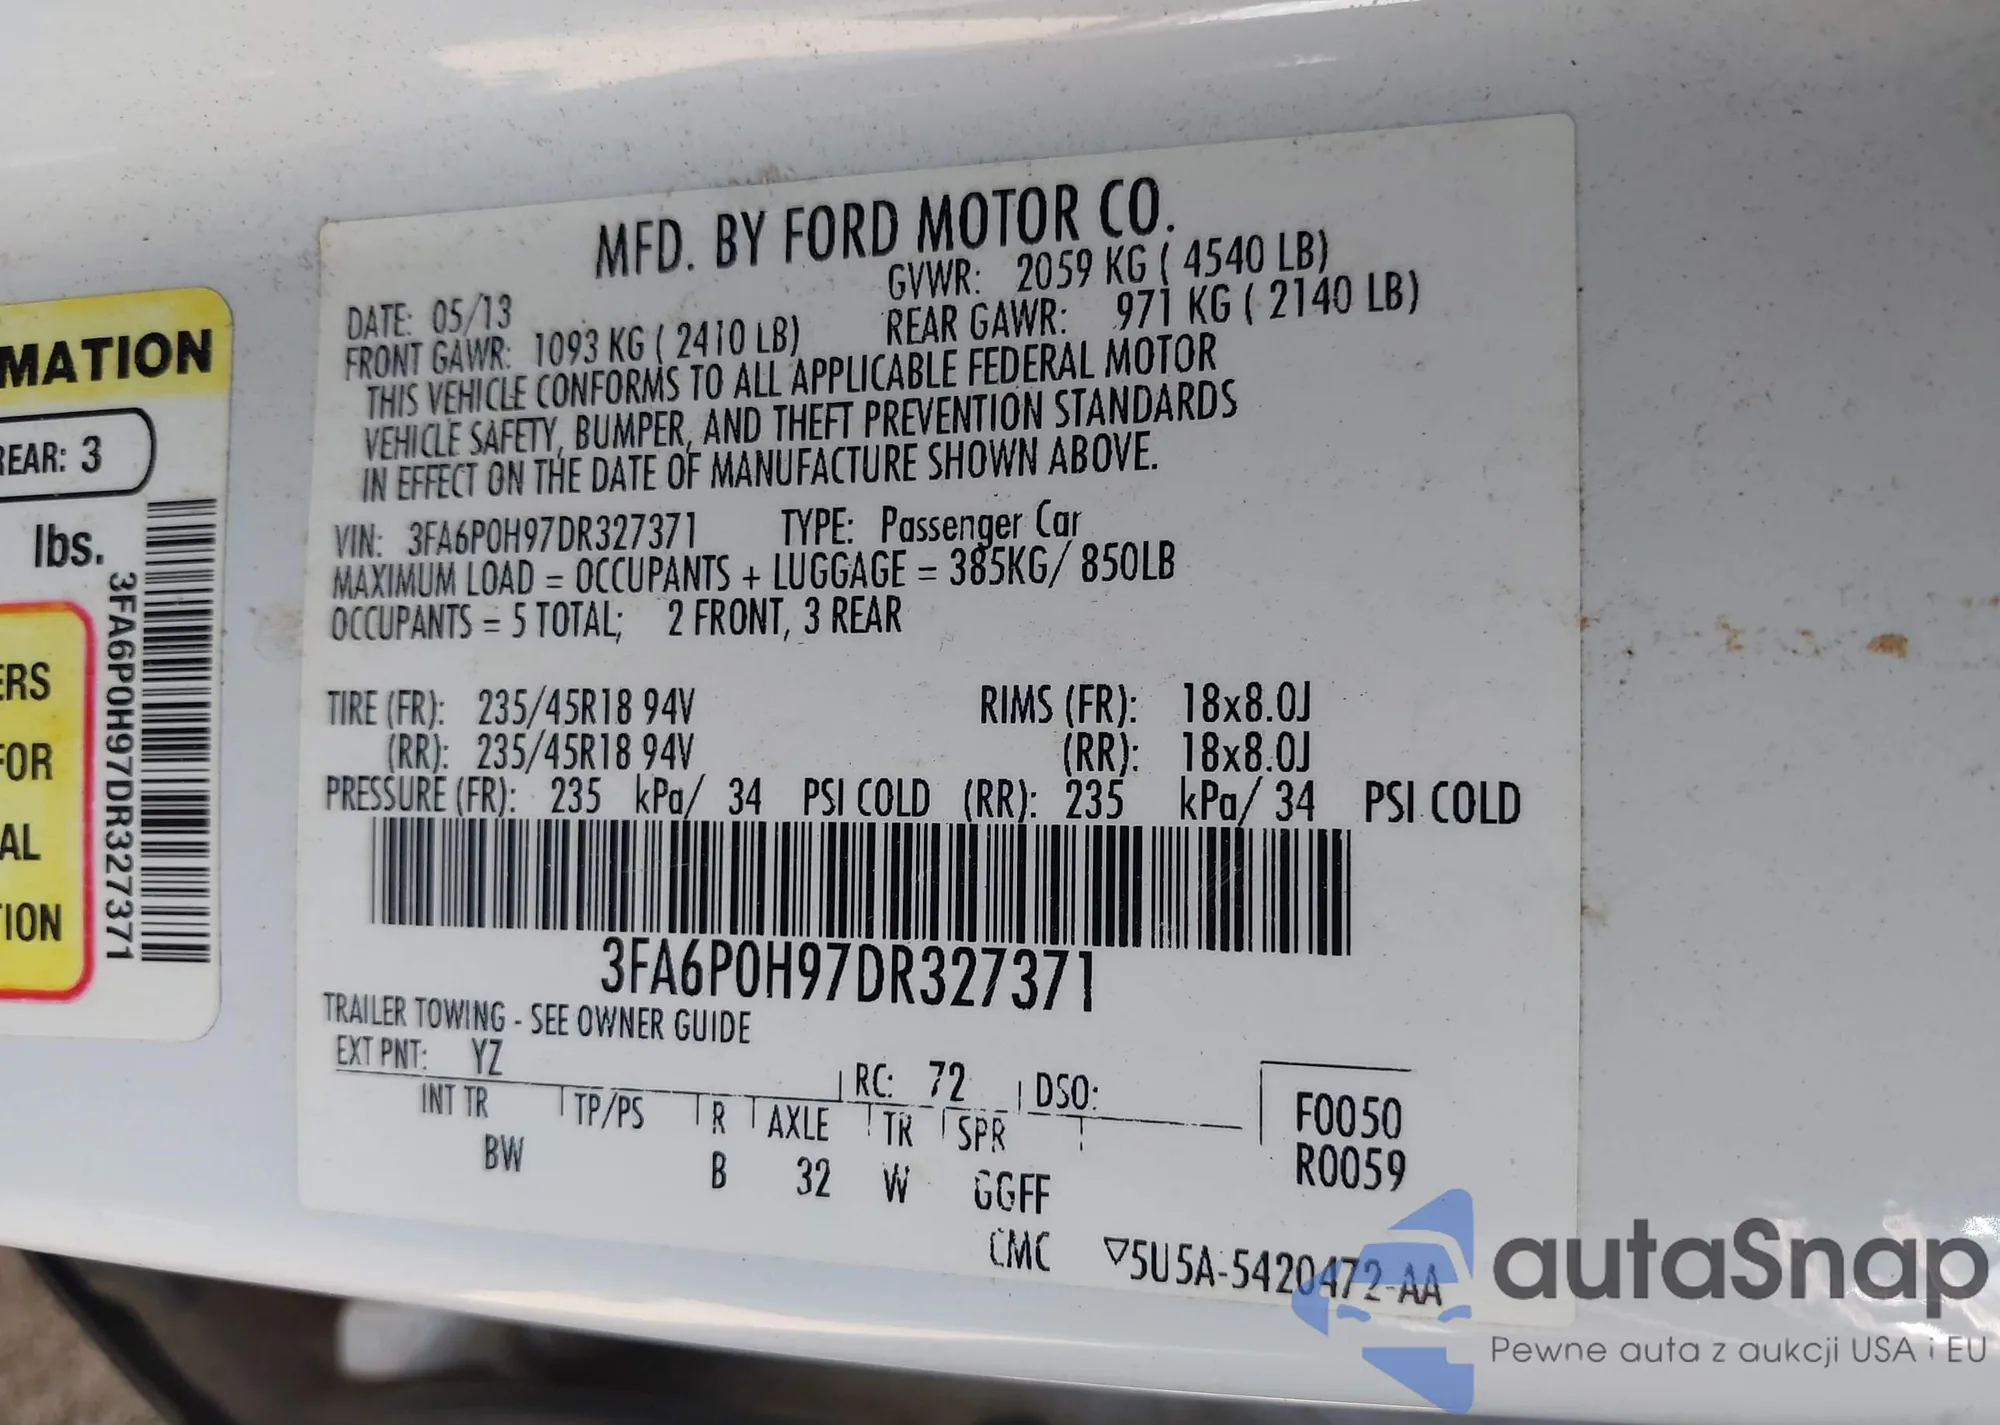 MATION
REAR: 3
lbs.
3FA6P0H97DR327371
ERS
FOR
AL
ION
MFD. BY FORD MOTOR CO.
DATE: 05/13 GVWR: 2059 KG ( 4540 LB)
FRONT GAWR: 1093 KG ( 2410 LB) REAR GAWR: 971 KG ( 2140 LB)
THIS VEHICLE CONFORMS TO ALL APPLICABLE FEDERAL MOTOR
VEHICLE SAFETY, BUMPER, AND THEFT PREVENTION STANDARDS
IN EFFECT ON THE DATE OF MANUFACTURE SHOWN ABOVE.
VIN: 3FA6P0H97DR327371 TYPE: Passenger Car
MAXIMUM LOAD = OCCUPANTS + LUGGAGE = 385KG/ 850LB
OCCUPANTS = 5 TOTAL; 2 FRONT, 3 REAR
TIRE (FR): 235/45R18 94V RIMS (FR): 18x8.0J
(RR): 235/45R18 94V (RR): 18x8.0J
PRESSURE (FR): 235 kPa/ 34 PSI COLD (RR): 235 kPa/ 34 PSI COLD
3FA6P0H97DR327371
TRAILER TOWING - SEE OWNER GUIDE
EXT PNT: YZ RC: 72 DSO:
INT TR TP/PS R AXLE TR SPR
BW B 32 W GGFF
F0050
R0059
CMC ▽5U5A-5420472-AA
autaSnap
Pewne auta z aukcji USA i EU